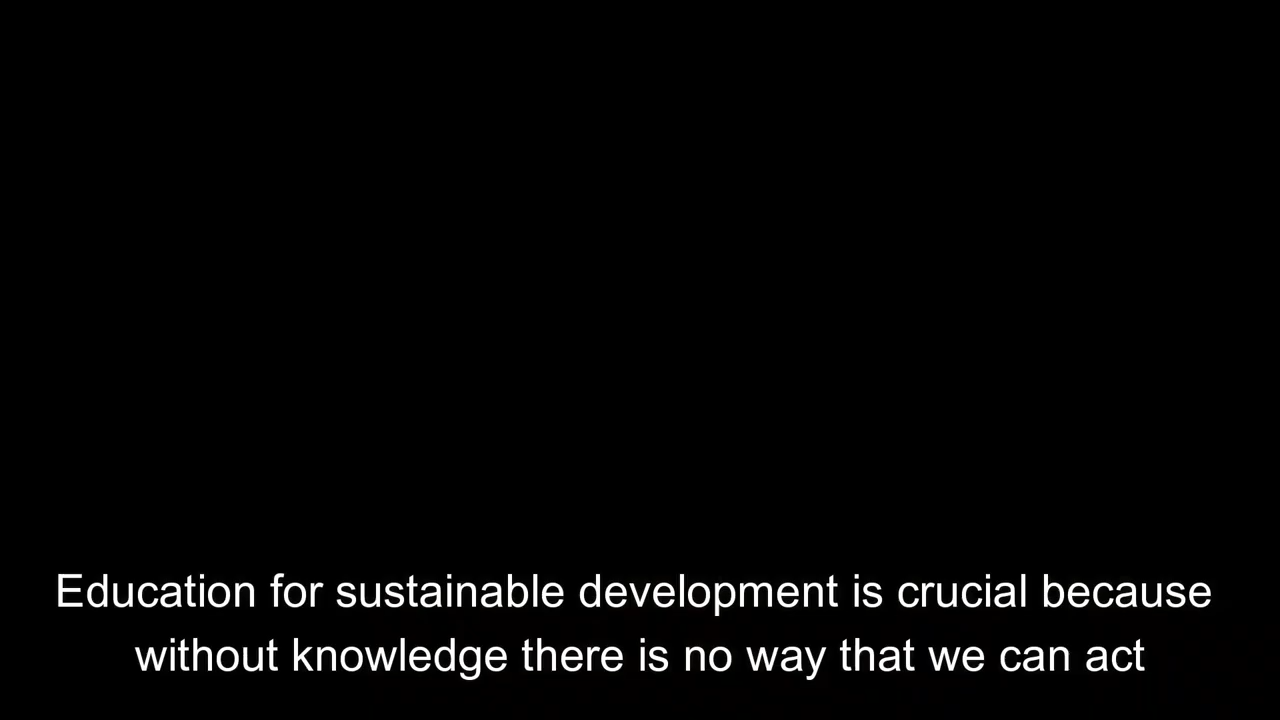 Education for sustainable development is crucial because
without knowledge there is no way that we can act